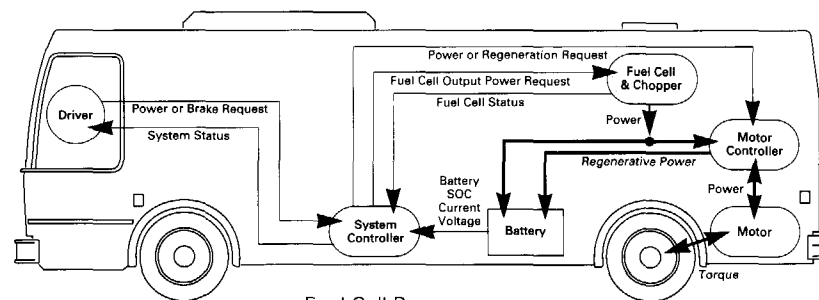 Power or Regeneration Request
Fuel Cell Output Power Request
Fuel Cell Status
Fuel Cell
& Chopper
Driver
Power or Brake Request
System Status
Power
Motor
Controller
Regenerative Power
Battery
SOC
Current
Voltage
Power
System
Controller
Battery
Motor
Torque